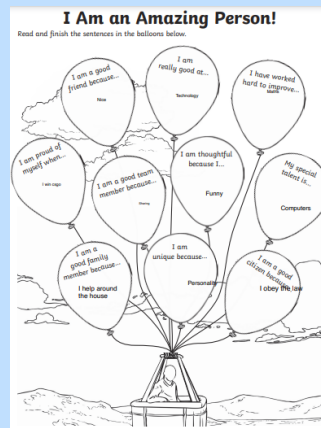 I Am an Amazing Person!
Read and finish the sentences in the balloons below.
I am
really good at...
Technology
I am a good
friend because...
Nice
I have worked
hard to improve...
I am proud of
myself when...
I win csgo
I am a good team
member because...
I am thoughtful
because I...
Funny
My special
talent is...
Computers
I am a
good family
member because...
I help around
the house
I am
unique because...
Personality
I am a good
citizen because...
I obey the law